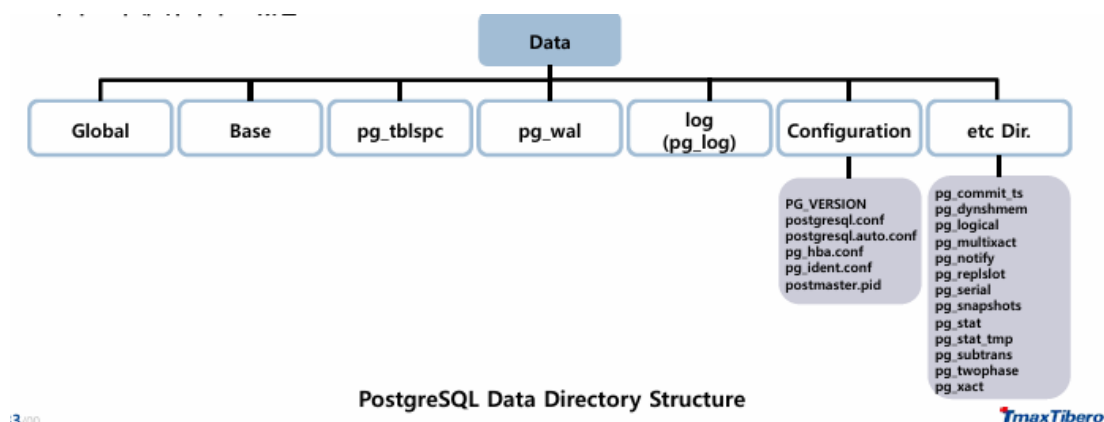 Data
Global
Base
pg_tblspc
pg_wal
log
(pg_log)
Configuration
etc Dir.
PG_VERSION
postgresql.conf
postgresql.auto.conf
pg_hba.conf
pg_ident.conf
postmaster.pid
pg_commit_ts
pg_dynshmem
pg_logical
pg_multixact
pg_notify
pg_replslot
pg_serial
pg_snapshots
pg_stat
pg_stat_tmp
pg_subtrans
pg_twophase
pg_xact
PostgreSQL Data Directory Structure
TmaxTibero